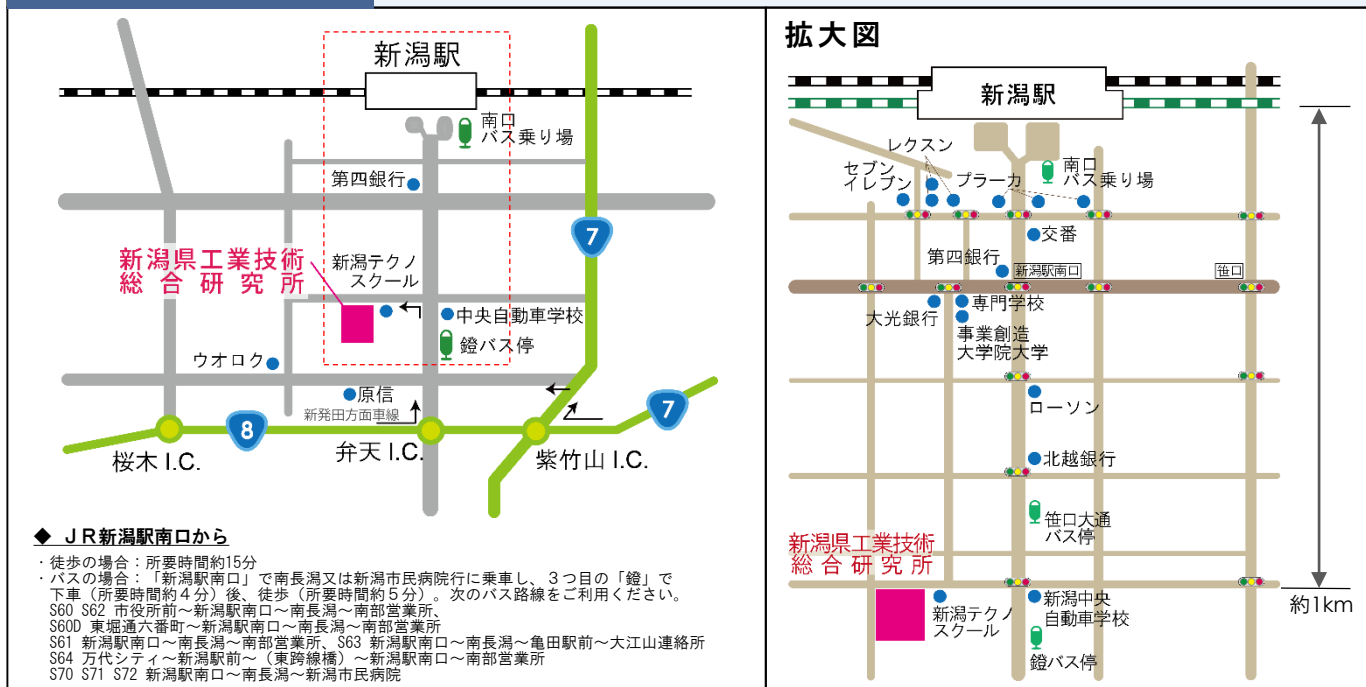 新潟駅
南口
バス乗り場
第四銀行
7
新潟県工業技術
総合研究所
新潟テクノ
スクール
中央自動車学校
鐙バス停
ウオロク
原信
新発田方面車線
8
7
桜木 I.C.
弁天 I.C.
紫竹山 I.C.
◆ ＪＲ新潟駅南口から
・徒歩の場合：所要時間約15分
・バスの場合：「新潟駅南口」で南長潟又は新潟市民病院行に乗車し、３つ目の「鐙」で
下車（所要時間約４分）後、徒歩（所要時間約５分）。次のバス路線をご利用ください。
S60 S62 市役所前～新潟駅南口～南長潟～南部営業所、
S60D 東堀通六番町～新潟駅南口～南長潟～南部営業所
S61 新潟駅南口～南長潟～南部営業所、S63 新潟駅南口～南長潟～亀田駅前～大江山連絡所
S64 万代シティ～新潟駅前～（東跨線橋）～新潟駅南口～南部営業所
S70 S71 S72 新潟駅南口～南長潟～新潟市民病院
拡大図
新潟駅
レクスン
セブン
イレブン
プラーカ
南口
バス乗り場
交番
第四銀行
新潟駅南口
笹口
大光銀行
専門学校
事業創造
大学院大学
ローソン
北越銀行
笹口大通
バス停
新潟県工業技術
総合研究所
新潟テクノ
スクール
新潟中央
自動車学校
鐙バス停
約1km